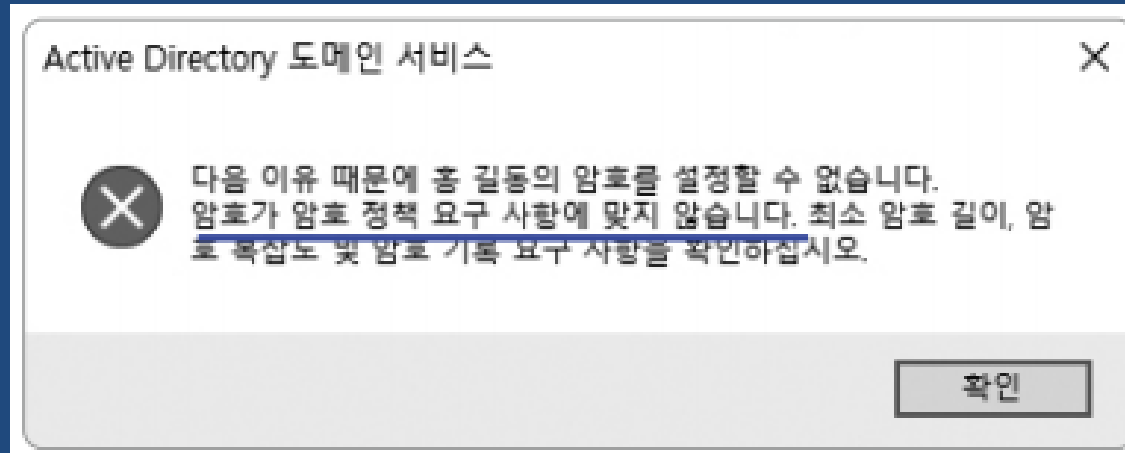 Active Directory 도메인 서비스
다음 이유 때문에 홍 길동의 암호를 설정할 수 없습니다.
암호가 암호 정책 요구 사항에 맞지 않습니다. 최소 암호 길이, 암
호 복잡도 및 암호 기록 요구 사항을 확인하십시오.
확인